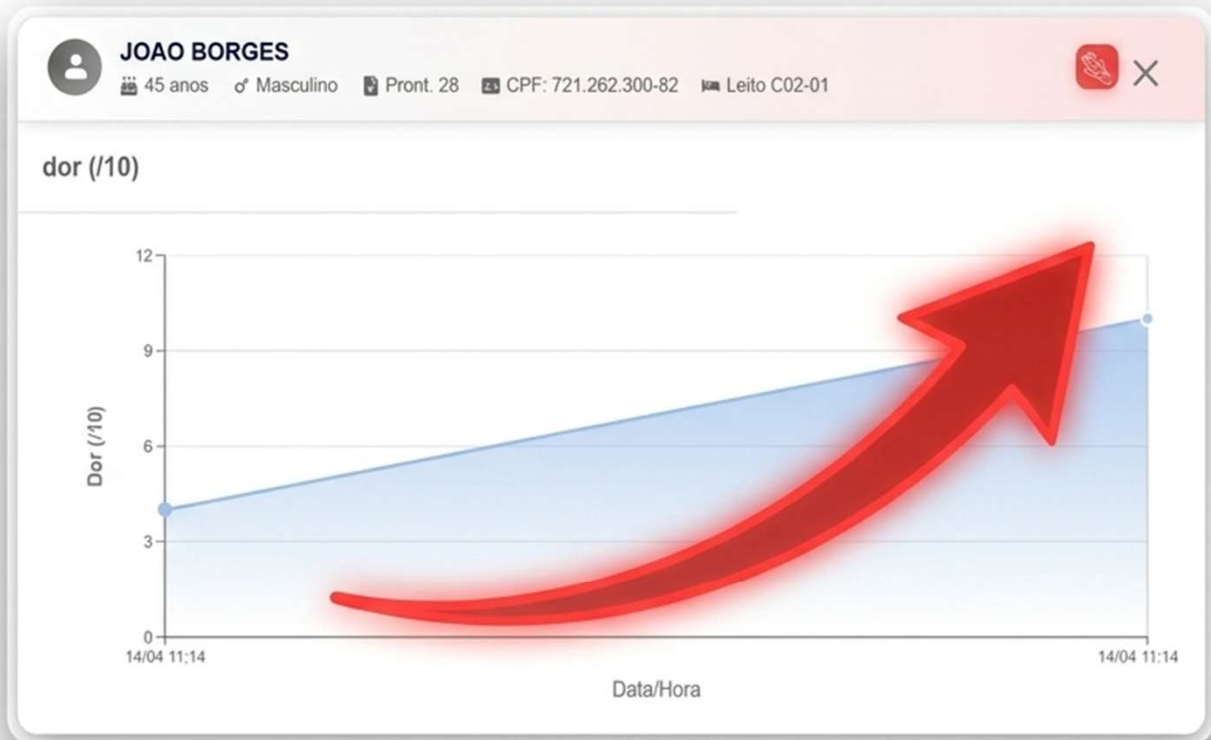 JOAO BORGES
45 anos Masculino Pront. 28 CPF: 721.262.300-82 Leito C02-01
dor (/10)
12
9
6
3
0
Dor (/10)
14/04 11:14 14/04 11:14
Data/Hora